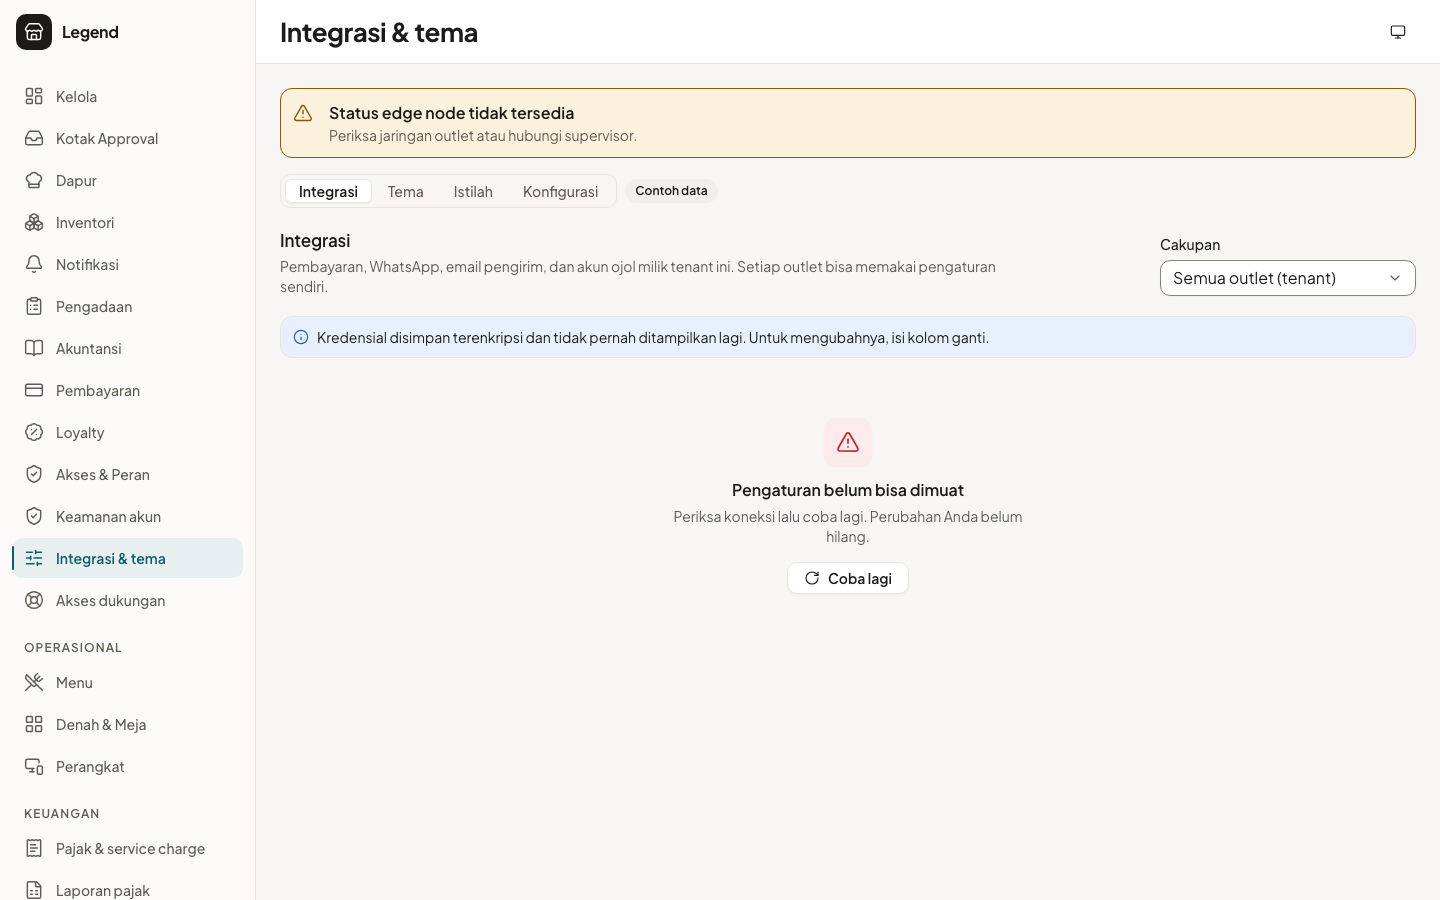 Legend
Kelola
Kotak Approval
Dapur
Inventori
Notifikasi
Pengadaan
Akuntansi
Pembayaran
Loyalty
Akses & Peran
Keamanan akun
Integrasi & tema
Akses dukungan
OPERASIONAL
Menu
Denah & Meja
Perangkat
KEUANGAN
Pajak & service charge
Laporan pajak
Integrasi & tema
Status edge node tidak tersedia
Periksa jaringan outlet atau hubungi supervisor.
Integrasi Tema Istilah Konfigurasi Contoh data
Integrasi
Pembayaran, WhatsApp, email pengirim, dan akun ojol milik tenant ini. Setiap outlet bisa memakai pengaturan
sendiri.
Cakupan
Semua outlet (tenant)
Kredensial disimpan terenkripsi dan tidak pernah ditampilkan lagi. Untuk mengubahnya, isi kolom ganti.
Pengaturan belum bisa dimuat
Periksa koneksi lalu coba lagi. Perubahan Anda belum
hilang.
Coba lagi